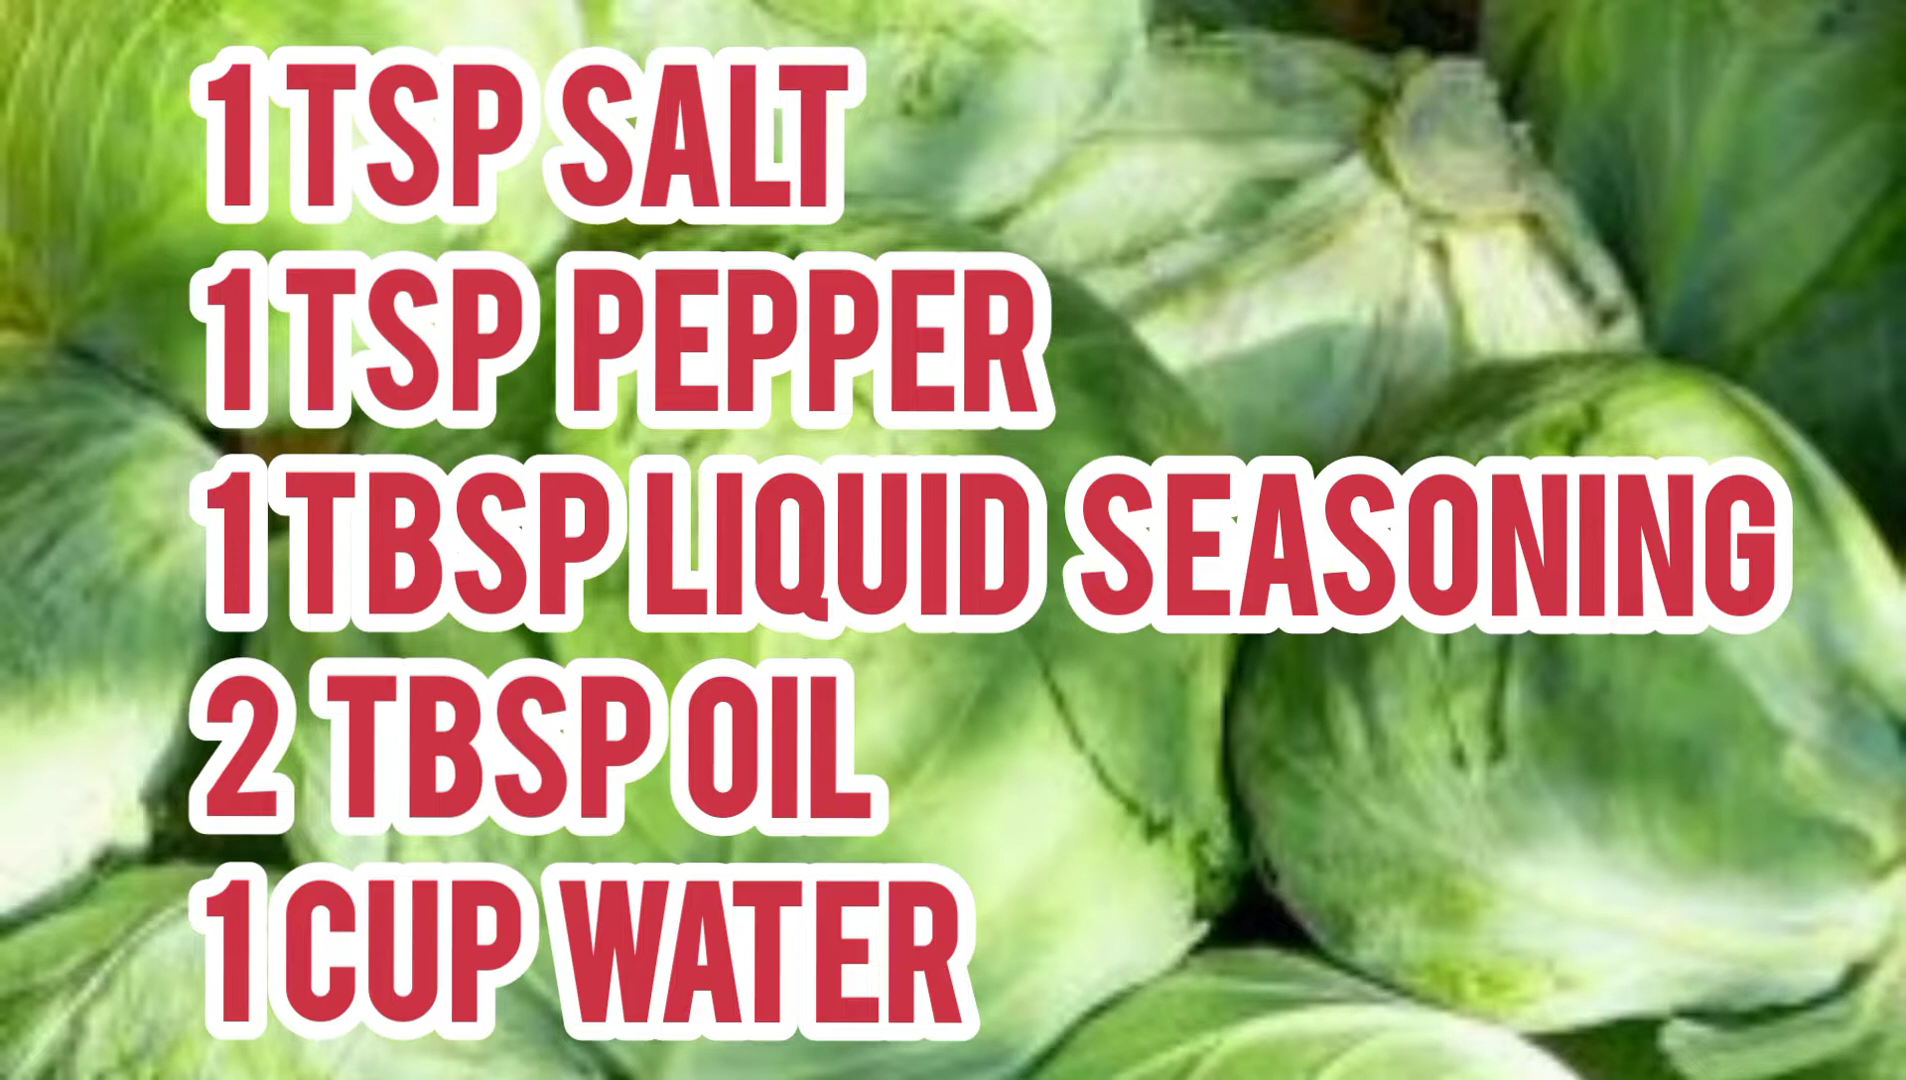 1 TSP SALT
1 TSP PEPPER
1 TBSP LIQUID SEASONING
2 TBSP OIL
1 CUP WATER